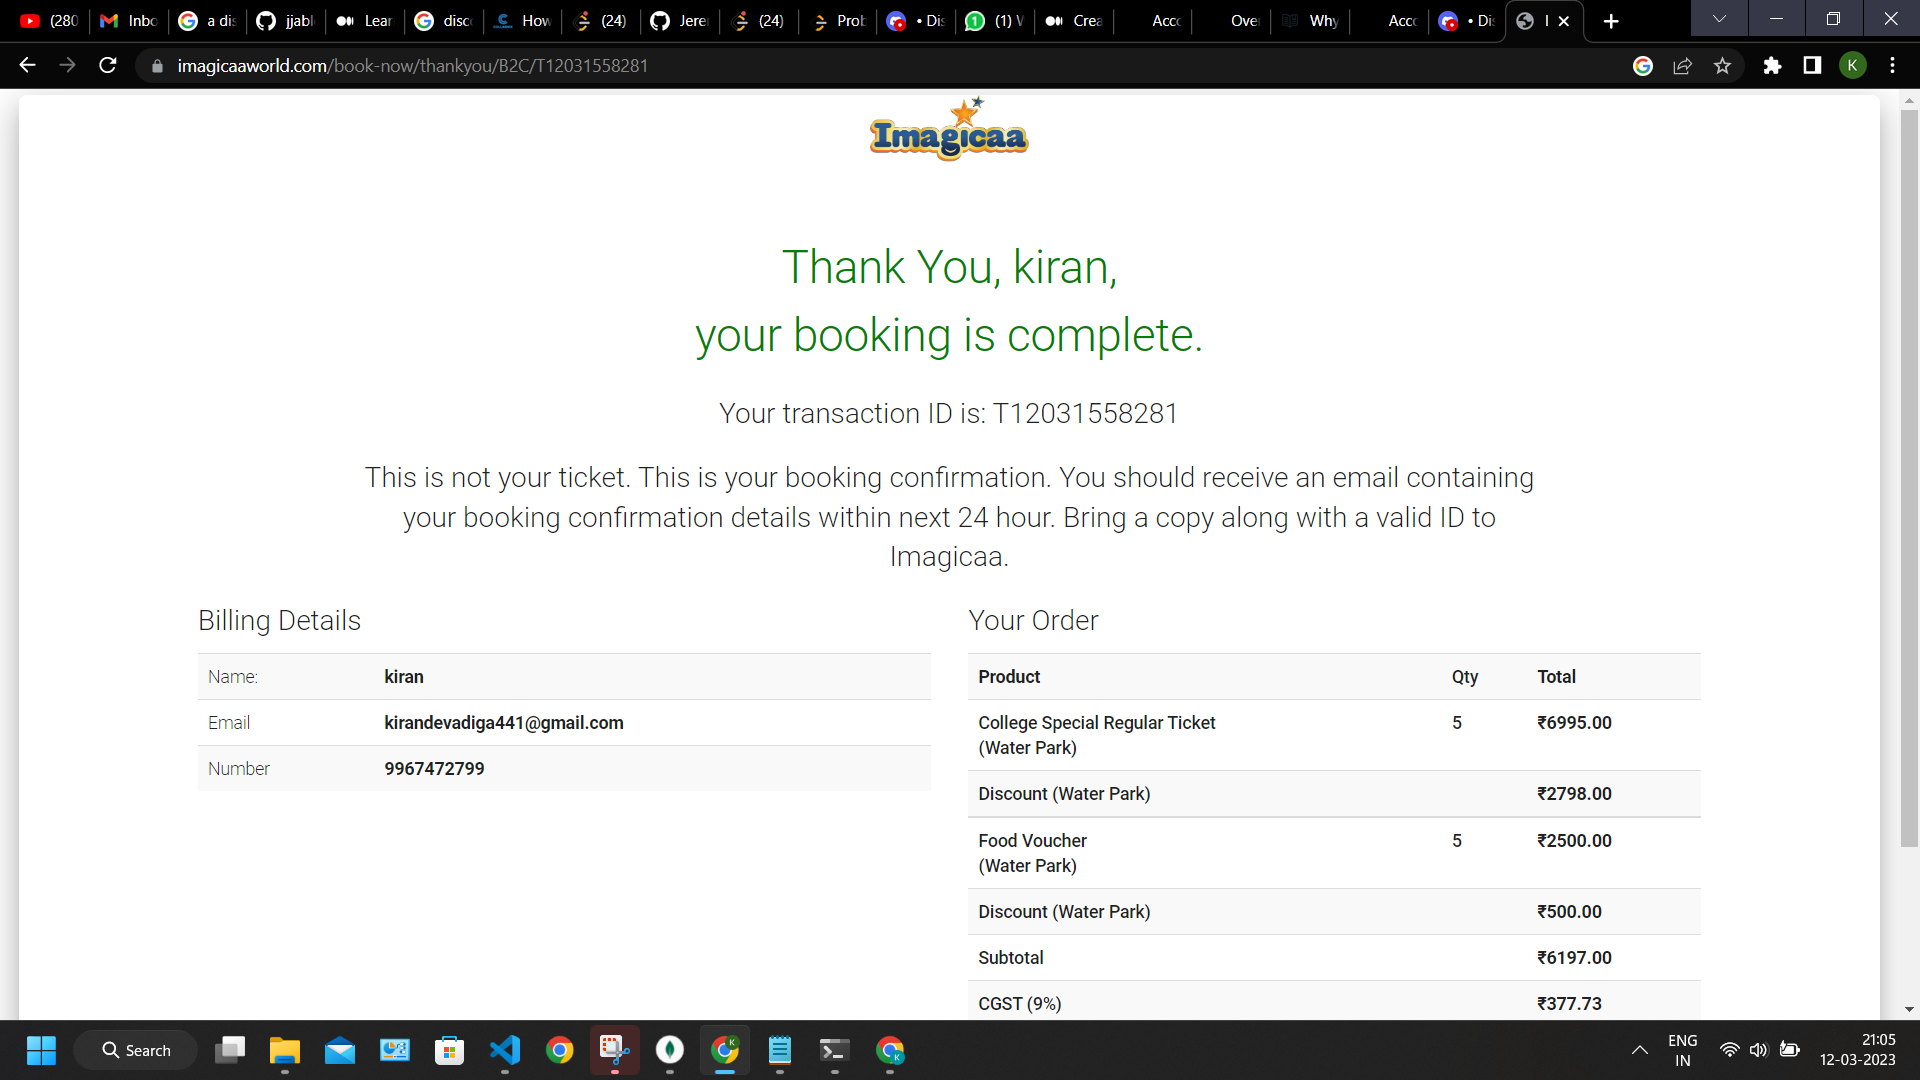 (280
Inbo
a dis
jjabl
Lear
disco
How
(24)
Jere
(24)
Prob
• Dis
(1) W
Crea
Acco
Over
Why
Acco
• Dis
imagicaaworld.com/book-now/thankyou/B2C/T12031558281
K
Imagicaa
Thank You, kiran,
your booking is complete.
Your transaction ID is: T12031558281
This is not your ticket. This is your booking confirmation. You should receive an email containing
your booking confirmation details within next 24 hour. Bring a copy along with a valid ID to
Imagicaa.
Billing Details
Name: kiran
Email kirandevadiga441@gmail.com
Number 9967472799
Your Order
Product Qty Total
College Special Regular Ticket 5 ₹6995.00
(Water Park)
Discount (Water Park) ₹2798.00
Food Voucher 5 ₹2500.00
(Water Park)
Discount (Water Park) ₹500.00
Subtotal ₹6197.00
CGST (9%) ₹377.73
Search
ENG
IN
21:05
12-03-2023